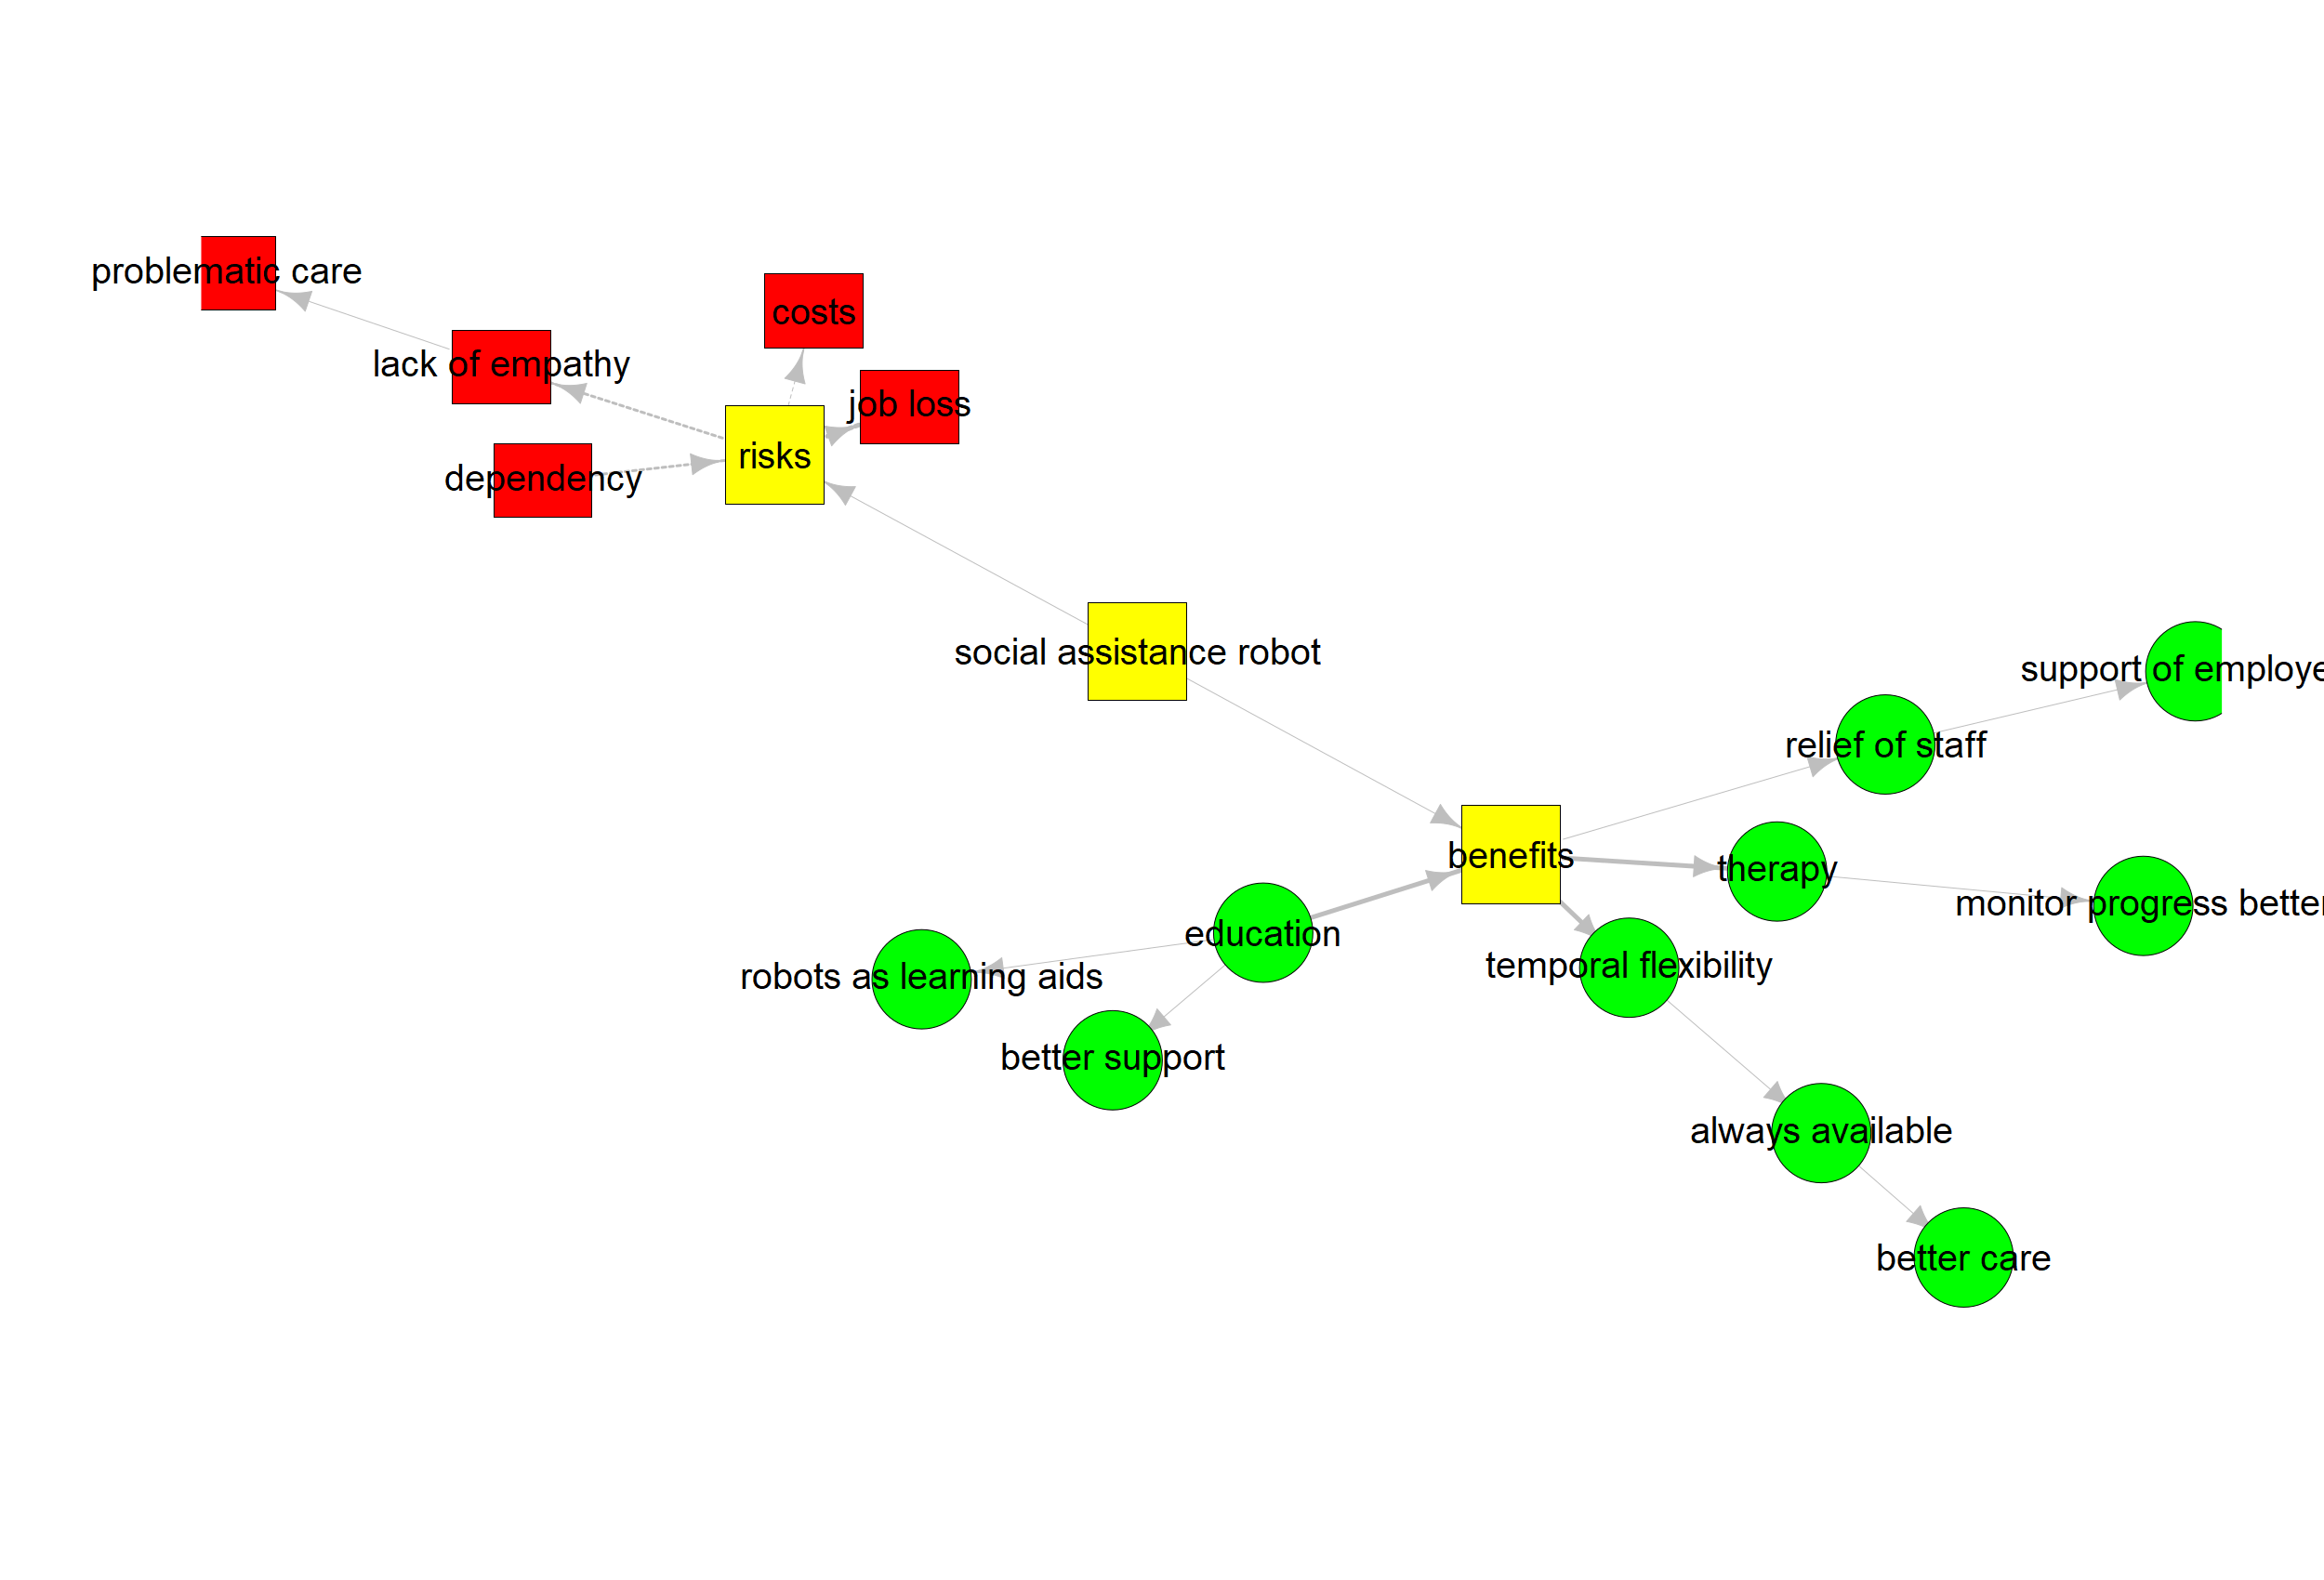 problematic care
costs
lack of empathy
job loss
risks
dependency
social assistance robot
support of employe
relief of staff
benefits
therapy
monitor progress better
education
temporal flexibility
robots as learning aids
better support
always available
better care